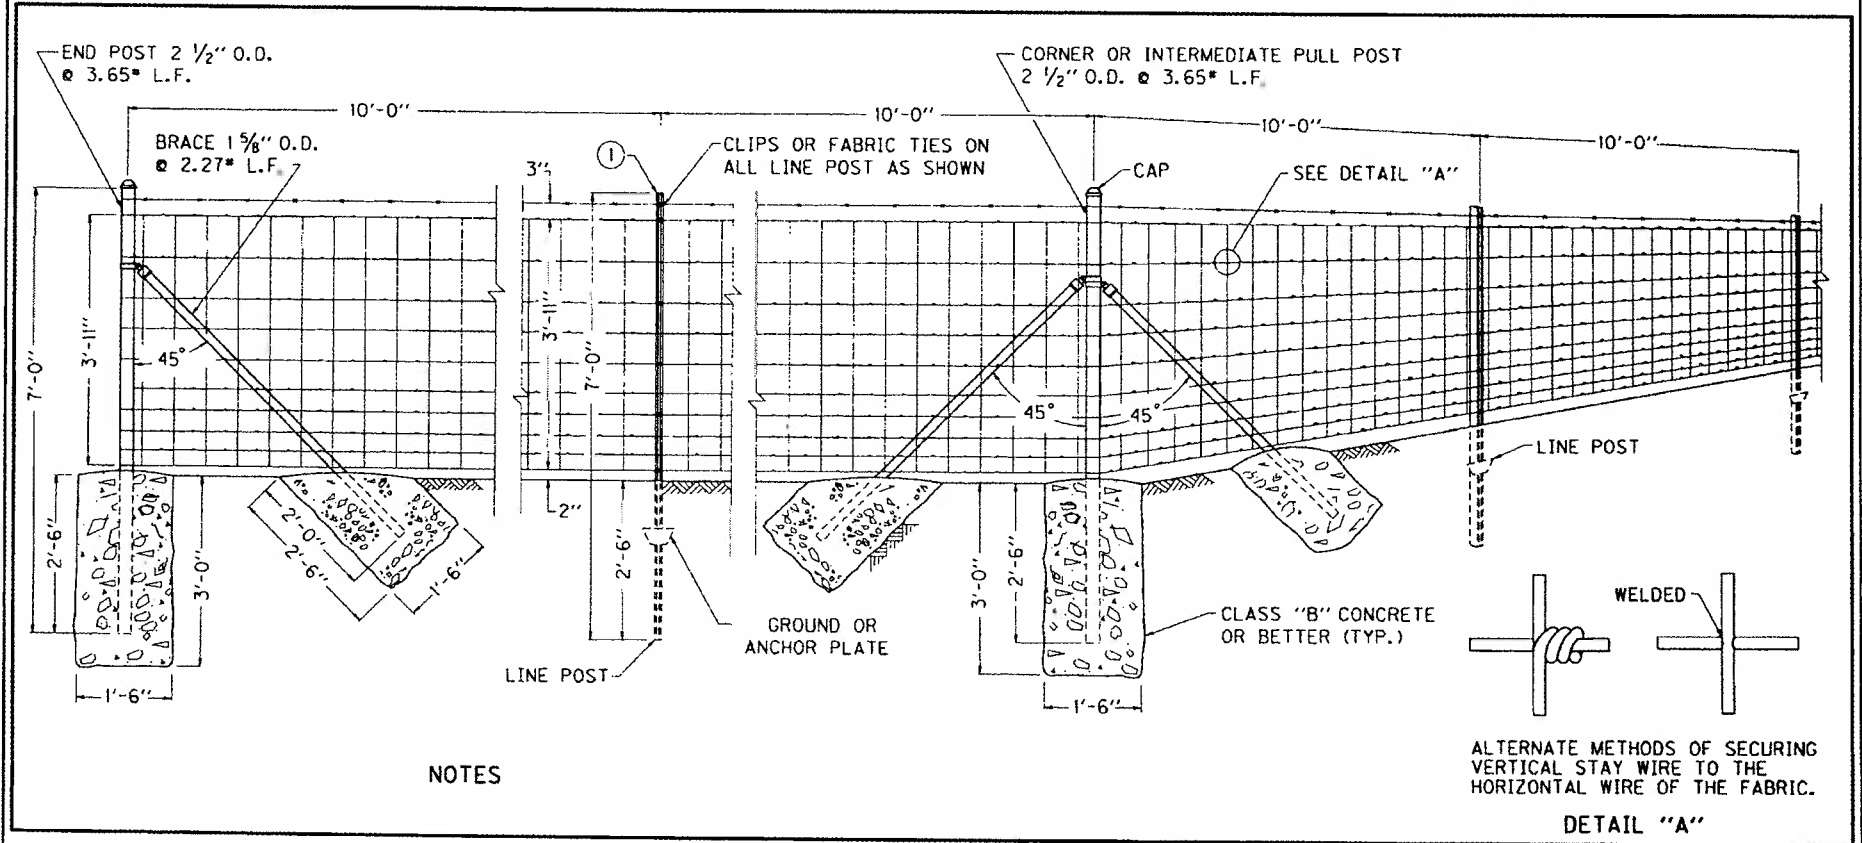 END POST 2 1/2" O.D.
@ 3.65# L.F.
CORNER OR INTERMEDIATE PULL POST
2 1/2" O.D. @ 3.65# L.F.
10'-0"
10'-0"
10'-0"
10'-0"
BRACE 1 5/8" O.D.
@ 2.27# L.F.
1
CLIPS OR FABRIC TIES ON
ALL LINE POST AS SHOWN
3"
CAP
SEE DETAIL "A"
7'-0"
3'-11"
45°
3'-11"
7'-0"
45°
45°
LINE POST
2'-6"
3'-0"
2'-0"
2'-6"
1'-6"
2"
2'-6"
3'-0"
2'-6"
GROUND OR
ANCHOR PLATE
CLASS "B" CONCRETE
OR BETTER (TYP.)
WELDED
LINE POST
1'-6"
1'-6"
NOTES
ALTERNATE METHODS OF SECURING
VERTICAL STAY WIRE TO THE
HORIZONTAL WIRE OF THE FABRIC.
DETAIL "A"